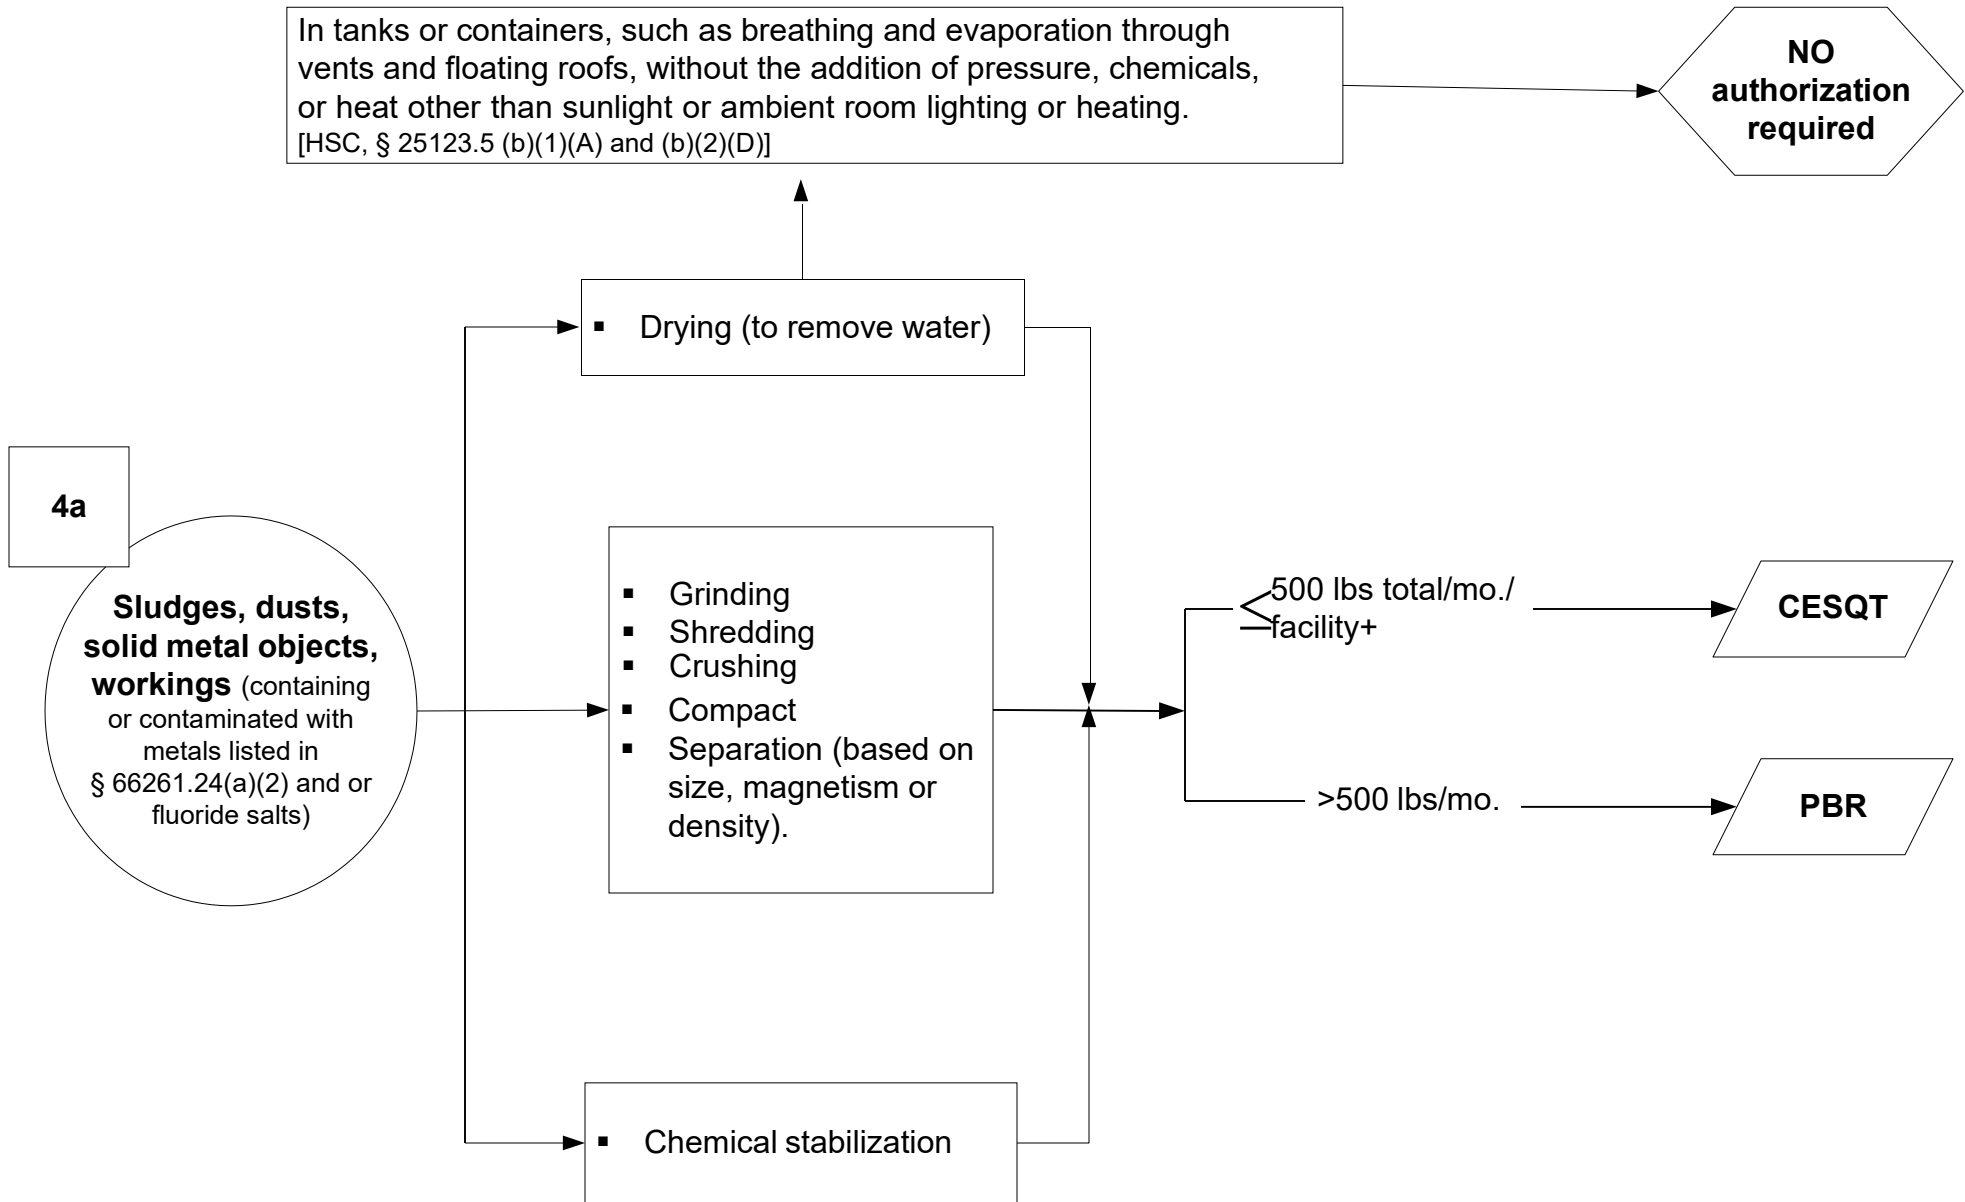 In tanks or containers, such as breathing and evaporation through
vents and floating roofs, without the addition of pressure, chemicals,
or heat other than sunlight or ambient room lighting or heating.
[HSC, § 25123.5 (b)(1)(A) and (b)(2)(D)]
NO
authorization
required
▪ Drying (to remove water)
4a
Sludges, dusts,
solid metal objects,
workings (containing
or contaminated with
metals listed in
§ 66261.24(a)(2) and or
fluoride salts)
▪ Grinding
▪ Shredding
▪ Crushing
▪ Compact
▪ Separation (based on
size, magnetism or
density).
≤500 lbs total/mo./
facility+
CESQT
>500 lbs/mo.
PBR
▪ Chemical stabilization